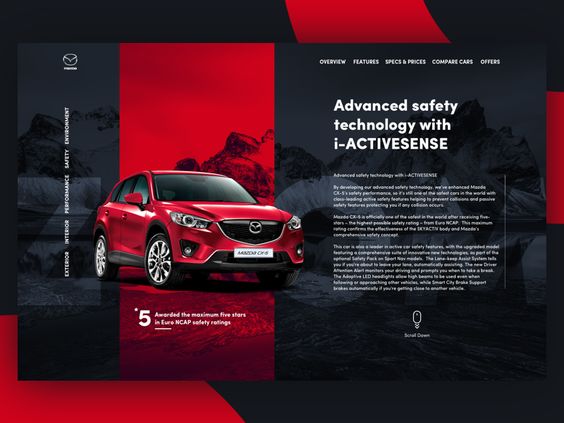 mazda
OVERVIEW FEATURES SPECS & PRICES COMPARE CARS OFFERS
EXTERIOR INTERIOR PERFORMANCE SAFETY ENVIRONMENT
Advanced safety
technology with
i-ACTIVESENSE
Advanced safety technology with i-ACTIVESENSE
By developing our advanced safety technology, we've enhanced Mazda
CX-5's safety performance, so it's still one of the safest cars in the world with
class-leading active safety features helping to prevent collisions and passive
safety features protecting you if any collision occurs.
Mazda CX-5 is officially one of the safest in the world after receiving five-
stars – the highest possible safety rating – from Euro NCAP. This maximum
rating confirms the effectiveness of the SKYACTIV body and Mazda's
comprehensive safety concept.
This car is also a leader in active car safety features, with the upgraded model
featuring a comprehensive suite of innovative new technologies, as part of the
optional Safety Pack on Sport Nav models. The Lane-keep Assist System tells
you if you're about to leave your lane, automatically assisting. The new Driver
Attention Alert monitors your driving and prompts you when to take a break.
The Adaptive LED headlights allow high beams to be used even when
following or approaching other vehicles, while Smart City Brake Support
brakes automatically if you're getting close to another vehicle.
MAZDA CX-5
*5 Awarded the maximum five stars
in Euro NCAP safety ratings
Scroll Down